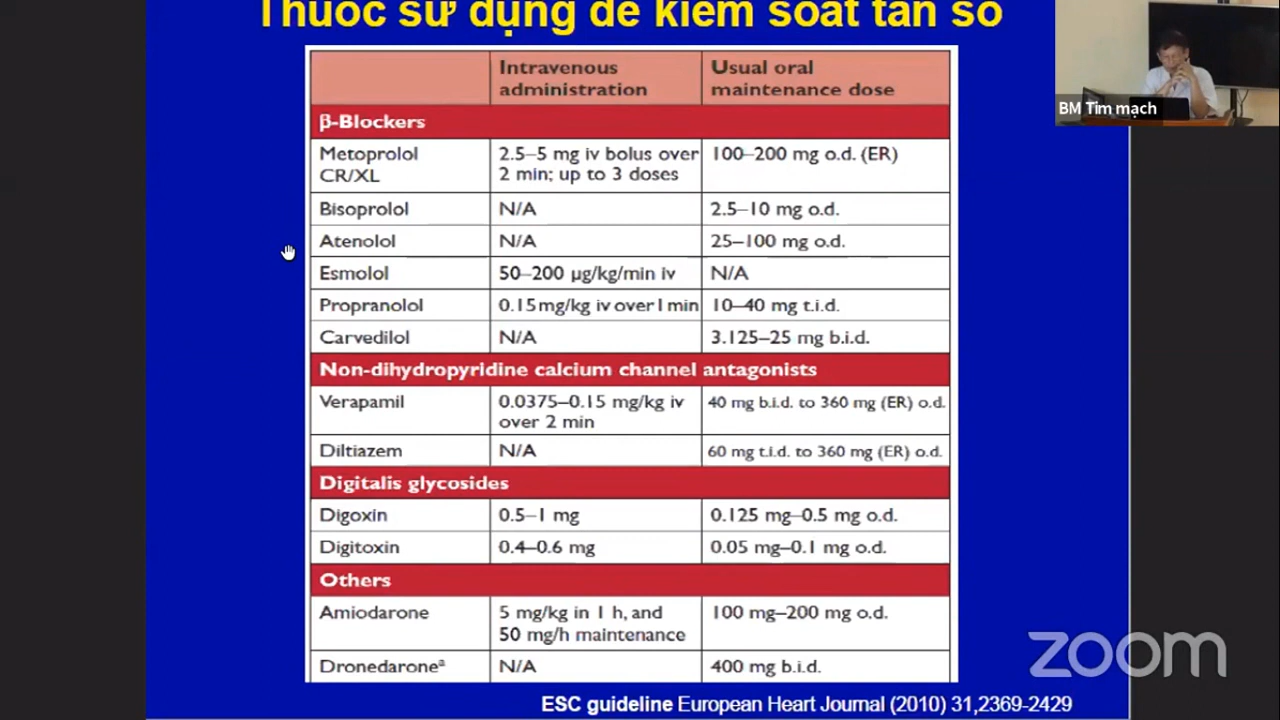 Thuốc sử dụng để kiểm soát tần số
BM Tim mạch
Intravenous administration
Usual oral maintenance dose
β-Blockers
Metoprolol CR/XL
2.5–5 mg iv bolus over 2 min; up to 3 doses
100–200 mg o.d. (ER)
Bisoprolol
N/A
2.5–10 mg o.d.
Atenolol
N/A
25–100 mg o.d.
Esmolol
50–200 µg/kg/min iv
N/A
Propranolol
0.15 mg/kg iv over 1 min
10–40 mg t.i.d.
Carvedilol
N/A
3.125–25 mg b.i.d.
Non-dihydropyridine calcium channel antagonists
Verapamil
0.0375–0.15 mg/kg iv over 2 min
40 mg b.i.d. to 360 mg (ER) o.d.
Diltiazem
N/A
60 mg t.i.d. to 360 mg (ER) o.d.
Digitalis glycosides
Digoxin
0.5–1 mg
0.125 mg–0.5 mg o.d.
Digitoxin
0.4–0.6 mg
0.05 mg–0.1 mg o.d.
Others
Amiodarone
5 mg/kg in 1 h, and 50 mg/h maintenance
100 mg–200 mg o.d.
Dronedaroneª
N/A
400 mg b.i.d.
zoom
ESC guideline European Heart Journal (2010) 31,2369-2429